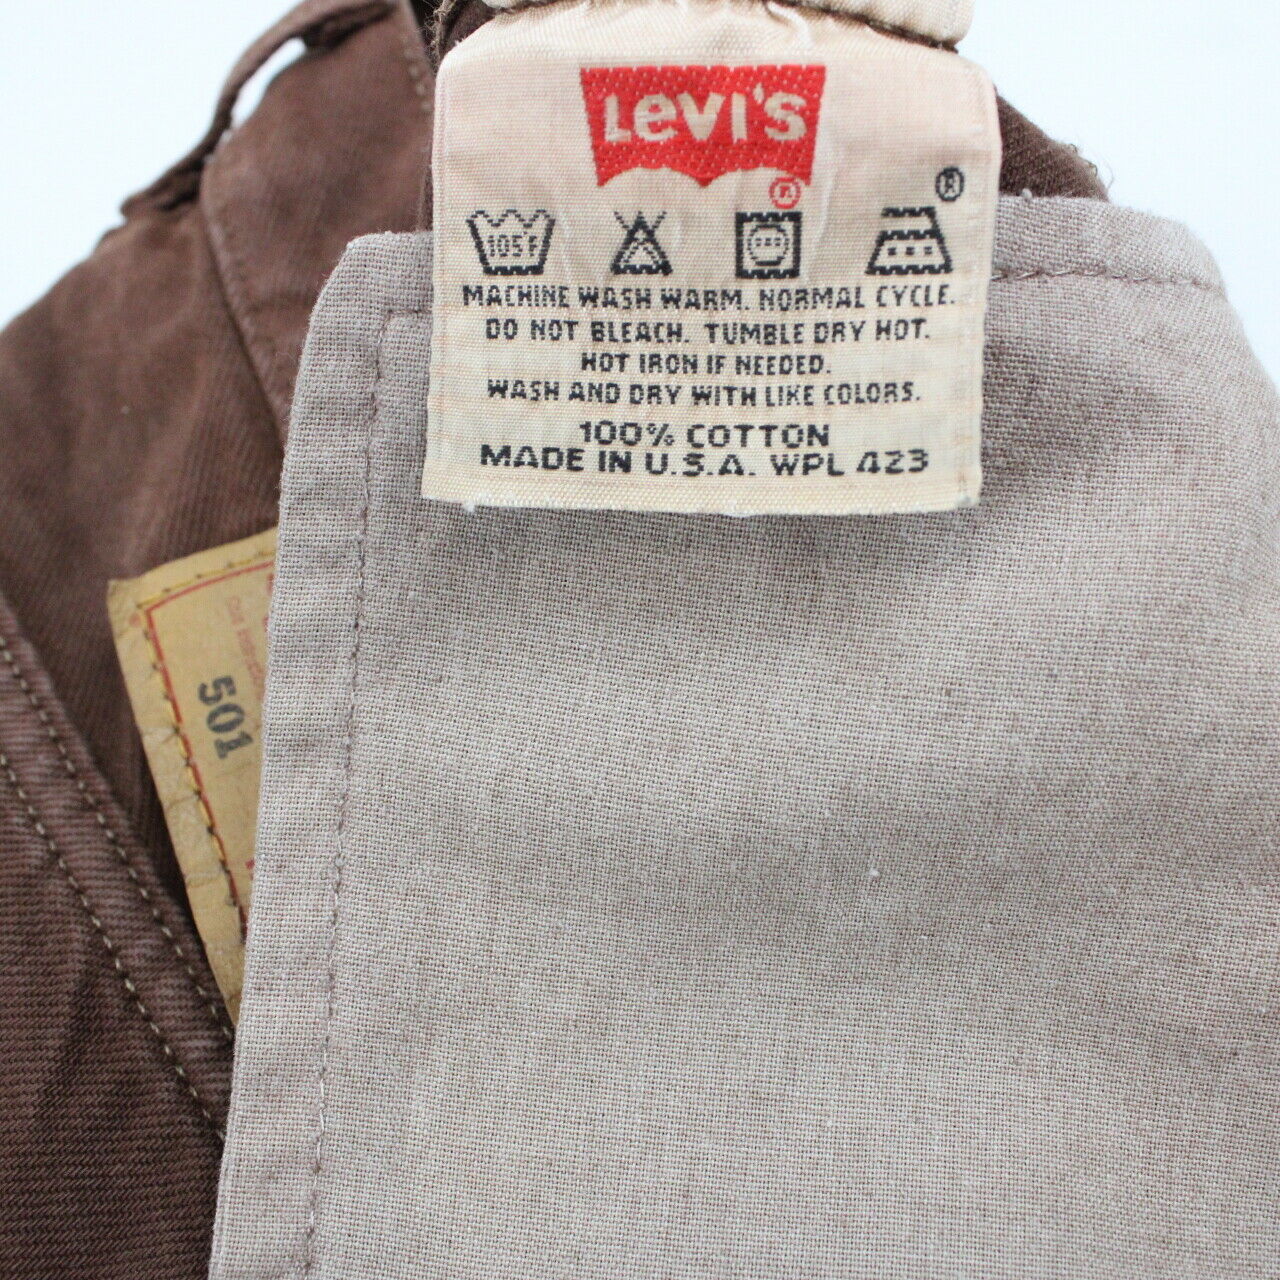 Levi's
®
105°F
MACHINE WASH WARM. NORMAL CYCLE.
DO NOT BLEACH. TUMBLE DRY HOT.
HOT IRON IF NEEDED.
WASH AND DRY WITH LIKE COLORS.
100% COTTON
MADE IN U.S.A. WPL 423
501